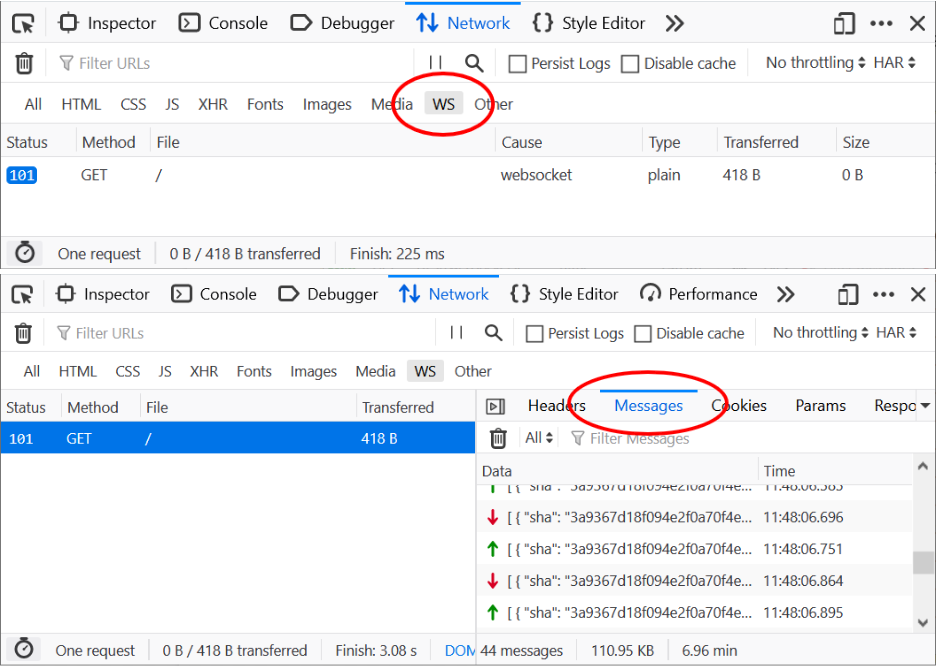 Inspector Console Debugger Network Style Editor
Filter URLs Persist Logs Disable cache No throttling HAR
All HTML CSS JS XHR Fonts Images Media WS Other
Status Method File Cause Type Transferred Size
101 GET / websocket plain 418 B 0 B
One request 0 B / 418 B transferred Finish: 225 ms
Inspector Console Debugger Network Style Editor Performance
Filter URLs Persist Logs Disable cache No throttling HAR
All HTML CSS JS XHR Fonts Images Media WS Other
Status Method File Transferred Headers Messages Cookies Params Respo
101 GET / 418 B
All Filter Messages
Data Time
[ { "sha": "3a9367d18f094e2f0a70f4e... 11:48:06.585
[ { "sha": "3a9367d18f094e2f0a70f4e... 11:48:06.696
[ { "sha": "3a9367d18f094e2f0a70f4e... 11:48:06.751
[ { "sha": "3a9367d18f094e2f0a70f4e... 11:48:06.864
[ { "sha": "3a9367d18f094e2f0a70f4e... 11:48:06.895
One request 0 B / 418 B transferred Finish: 3.08 s DOM 44 messages 110.95 KB 6.96 min